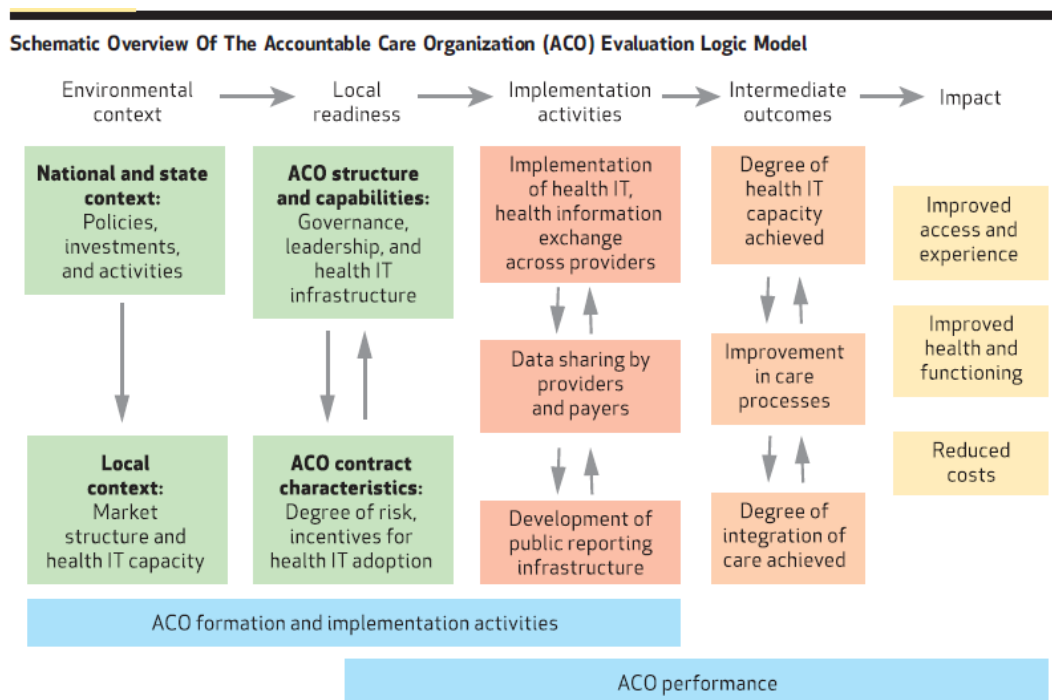 Schematic Overview Of The Accountable Care Organization (ACO) Evaluation Logic Model
Environmental
context
Local
readiness
Implementation
activities
Intermediate
outcomes
Impact
National and state
context:
Policies,
investments,
and activities
Local
context:
Market
structure and
health IT capacity
ACO structure
and capabilities:
Governance,
leadership, and
health IT
infrastructure
ACO contract
characteristics:
Degree of risk,
incentives for
health IT adoption
Implementation
of health IT,
health information
exchange
across providers
Data sharing by
providers
and payers
Development of
public reporting
infrastructure
Degree of
health IT
capacity
achieved
Improvement
in care
processes
Degree of
integration of
care achieved
Improved
access and
experience
Improved
health and
functioning
Reduced
costs
ACO formation and implementation activities
ACO performance